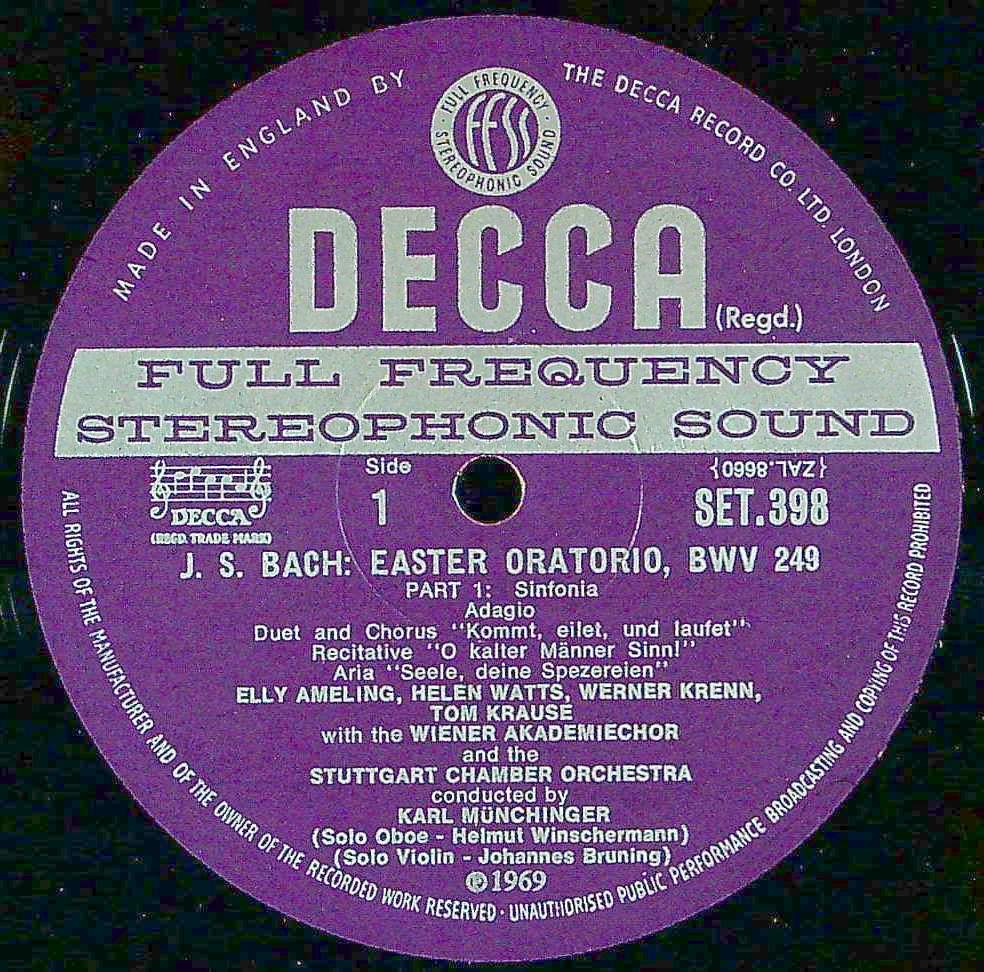 MADE IN ENGLAND BY
THE DECCA RECORD CO. LTD. LONDON
FULL FREQUENCY
FFSS
STEREOPHONIC SOUND
DECCA (Regd.)
FULL FREQUENCY
STEREOPHONIC SOUND
DECCA
(REGD. TRADE MARK)
Side
1
{ZAL.8660}
SET.398
J. S. BACH: EASTER ORATORIO, BWV 249
PART 1: Sinfonia
Adagio
Duet and Chorus "Kommt, eilet, und laufet"
Recitative "O kalter Männer Sinn!"
Aria "Seele, deine Spezereien"
ELLY AMELING, HELEN WATTS, WERNER KRENN,
TOM KRAUSE
with the WIENER AKADEMIECHOR
and the
STUTTGART CHAMBER ORCHESTRA
conducted by
KARL MÜNCHINGER
(Solo Oboe - Helmut Winschermann)
(Solo Violin - Johannes Bruning)
℗1969
ALL RIGHTS OF THE MANUFACTURER AND OF THE OWNER OF THE RECORDED WORK RESERVED · UNAUTHORISED PUBLIC PERFORMANCE BROADCASTING AND COPYING OF THIS RECORD PROHIBITED